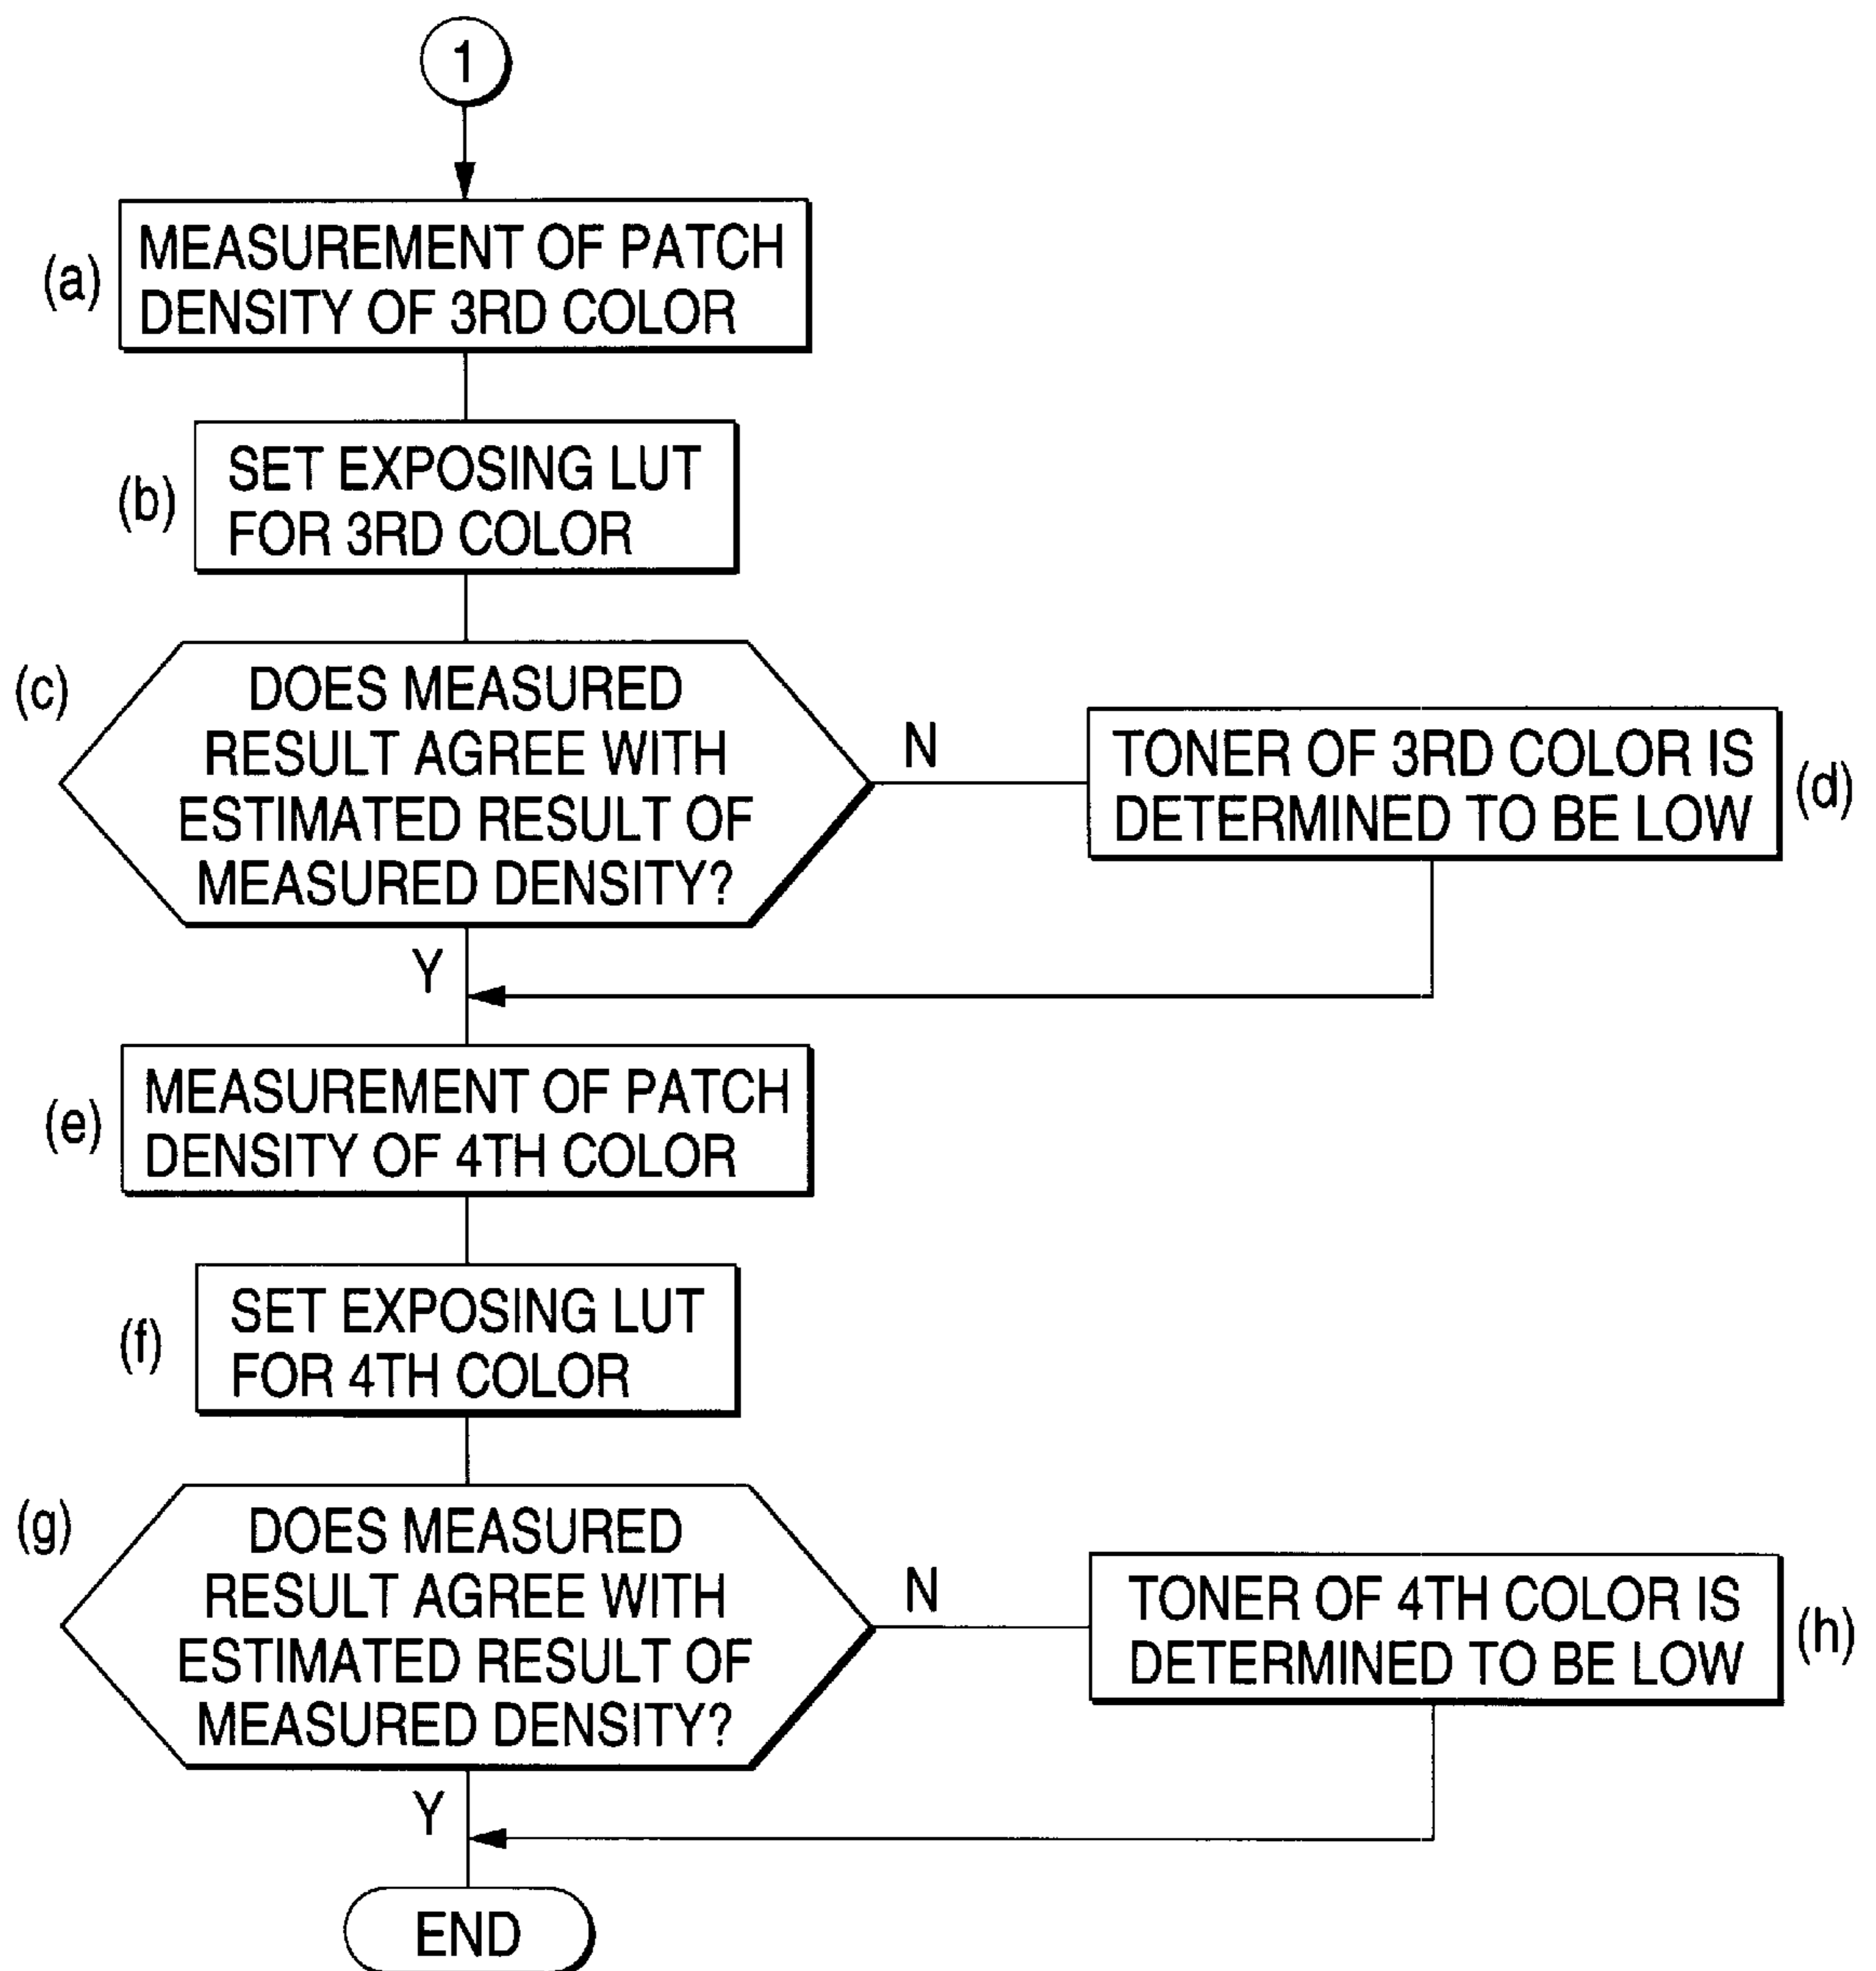 1
(a)
MEASUREMENT OF PATCH
DENSITY OF 3RD COLOR
(b)
SET EXPOSING LUT
FOR 3RD COLOR
(c)
DOES MEASURED
RESULT AGREE WITH
ESTIMATED RESULT OF
MEASURED DENSITY?
N
TONER OF 3RD COLOR IS
DETERMINED TO BE LOW
(d)
Y
(e)
MEASUREMENT OF PATCH
DENSITY OF 4TH COLOR
(f)
SET EXPOSING LUT
FOR 4TH COLOR
(g)
DOES MEASURED
RESULT AGREE WITH
ESTIMATED RESULT OF
MEASURED DENSITY?
N
TONER OF 4TH COLOR IS
DETERMINED TO BE LOW
(h)
Y
END